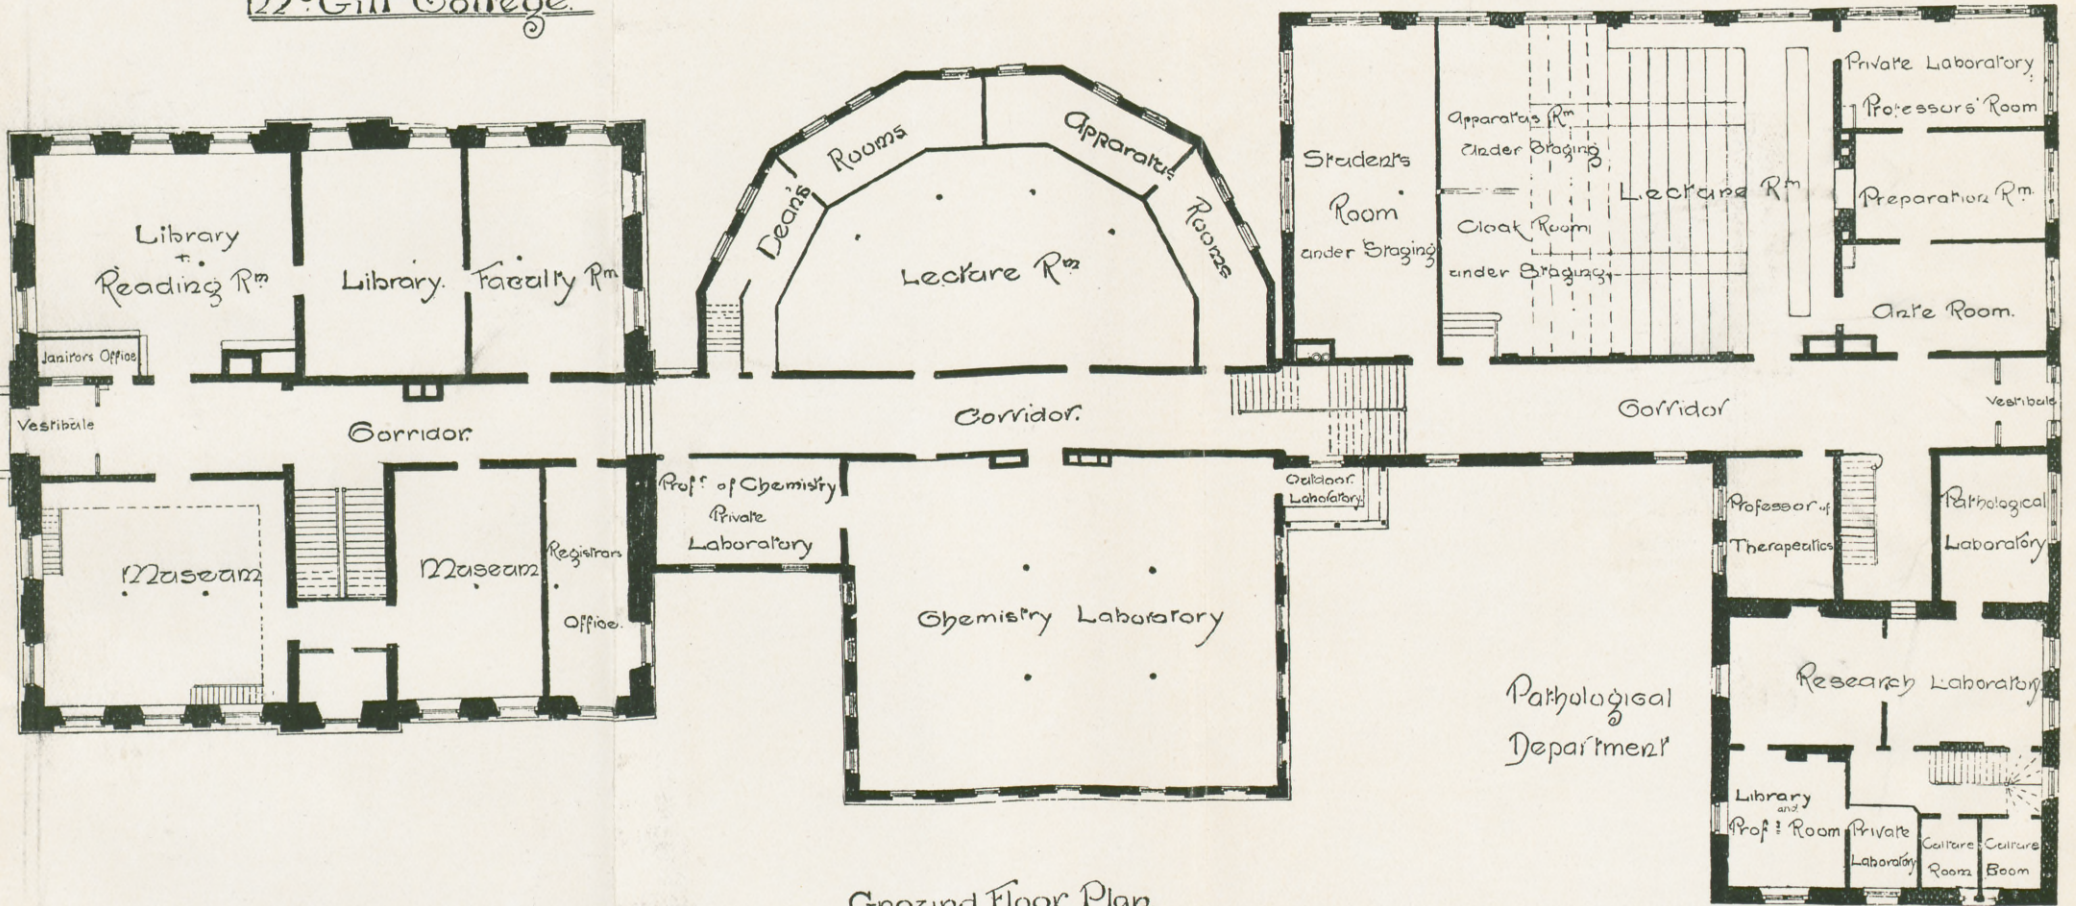 McGill College.
Library
+
Reading Rm
Janitors Office
Library.
Faculty Rm
Vestibule
Corridor.
Museum
Museum
Registrars
Office.
Dean's
Rooms
Apparatus
Rooms
Lecture Rm
Corridor.
Profr. of Chemistry
Private
Laboratory
Chemistry Laboratory
Outdoor
Laboratory.
Students
Room
under Staging
Apparatus Rm
Under Staging
Cloak Room
under Staging
Lecture Rm
Private Laboratory
Professors' Room
Preparation Rm.
Ante Room.
Corridor
Vestibule
Professor of
Therapeutics
Pathological
Laboratory
Research Laboratory
Pathological
Department
Library
and
Profs Room
Private
Laboratory
Culture
Room
Culture
Room
Ground Floor Plan